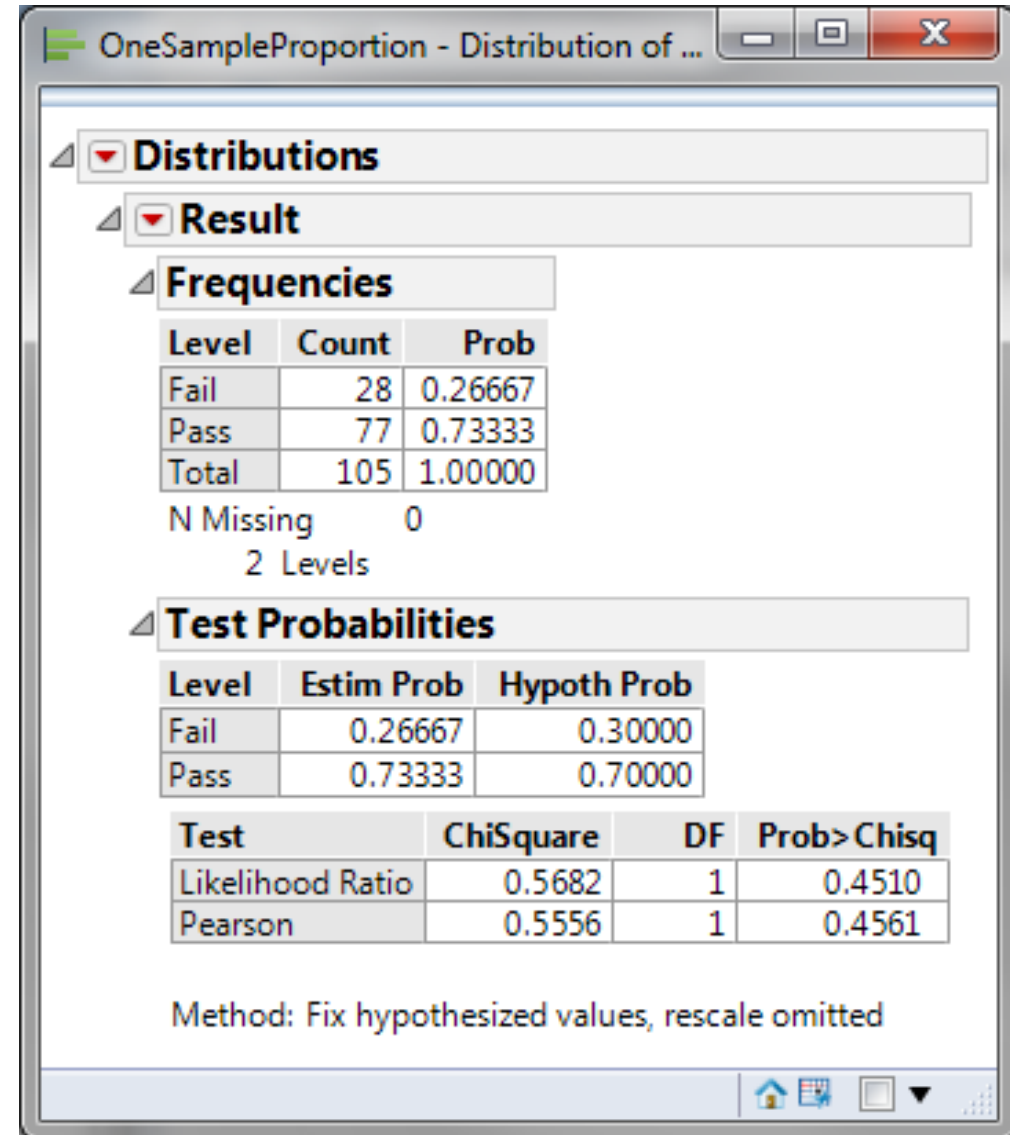 OneSampleProportion - Distribution of ...
Distributions
Result
Frequencies
Level Count Prob
Fail 28 0.26667
Pass 77 0.73333
Total 105 1.00000
N Missing 0
2 Levels
Test Probabilities
Level Estim Prob Hypoth Prob
Fail 0.26667 0.30000
Pass 0.73333 0.70000
Test ChiSquare DF Prob>Chisq
Likelihood Ratio 0.5682 1 0.4510
Pearson 0.5556 1 0.4561
Method: Fix hypothesized values, rescale omitted